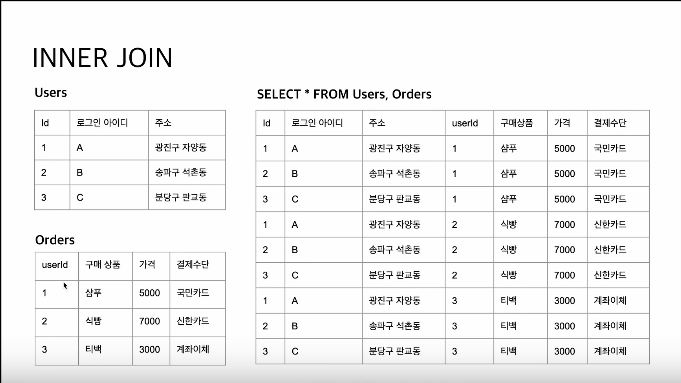 INNER JOIN
Users
Id 로그인 아이디 주소
1 A 광진구 자양동
2 B 송파구 석촌동
3 C 분당구 판교동
Orders
userId 구매 상품 가격 결제수단
1 샴푸 5000 국민카드
2 식빵 7000 신한카드
3 티백 3000 계좌이체
SELECT * FROM Users, Orders
Id 로그인 아이디 주소 userId 구매상품 가격 결제수단
1 A 광진구 자양동 1 샴푸 5000 국민카드
2 B 송파구 석촌동 1 샴푸 5000 국민카드
3 C 분당구 판교동 1 샴푸 5000 국민카드
1 A 광진구 자양동 2 식빵 7000 신한카드
2 B 송파구 석촌동 2 식빵 7000 신한카드
3 C 분당구 판교동 2 식빵 7000 신한카드
1 A 광진구 자양동 3 티백 3000 계좌이체
2 B 송파구 석촌동 3 티백 3000 계좌이체
3 C 분당구 판교동 3 티백 3000 계좌이체